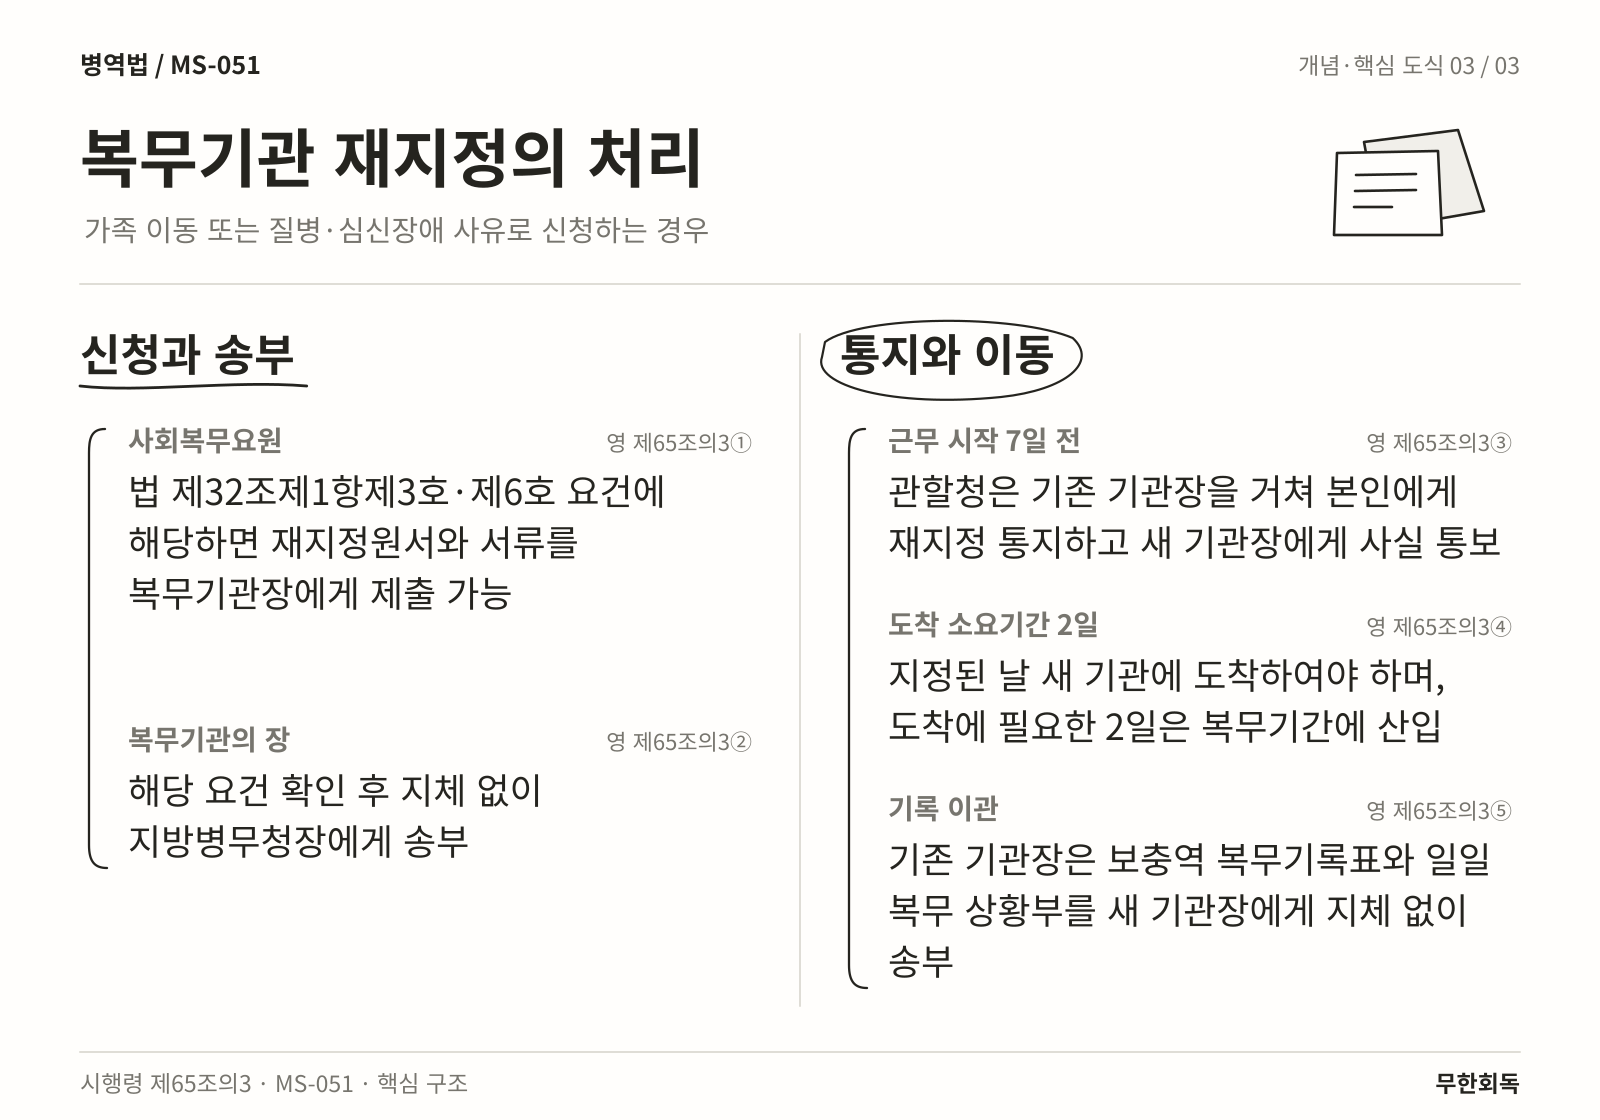 병역법 / MS-051
개념·핵심 도식 03 / 03
복무기관 재지정의 처리
가족 이동 또는 질병·심신장애 사유로 신청하는 경우
신청과 송부
사회복무요원
영 제65조의3①
법 제32조제1항제3호·제6호 요건에
해당하면 재지정원서와 서류를
복무기관장에게 제출 가능
복무기관의 장
영 제65조의3②
해당 요건 확인 후 지체 없이
지방병무청장에게 송부
통지와 이동
근무 시작 7일 전
영 제65조의3③
관할청은 기존 기관장을 거쳐 본인에게
재지정 통지하고 새 기관장에게 사실 통보
도착 소요기간 2일
영 제65조의3④
지정된 날 새 기관에 도착하여야 하며,
도착에 필요한 2일은 복무기간에 산입
기록 이관
영 제65조의3⑤
기존 기관장은 보충역 복무기록표와 일일
복무 상황부를 새 기관장에게 지체 없이
송부
시행령 제65조의3 · MS-051 · 핵심 구조
무한회독